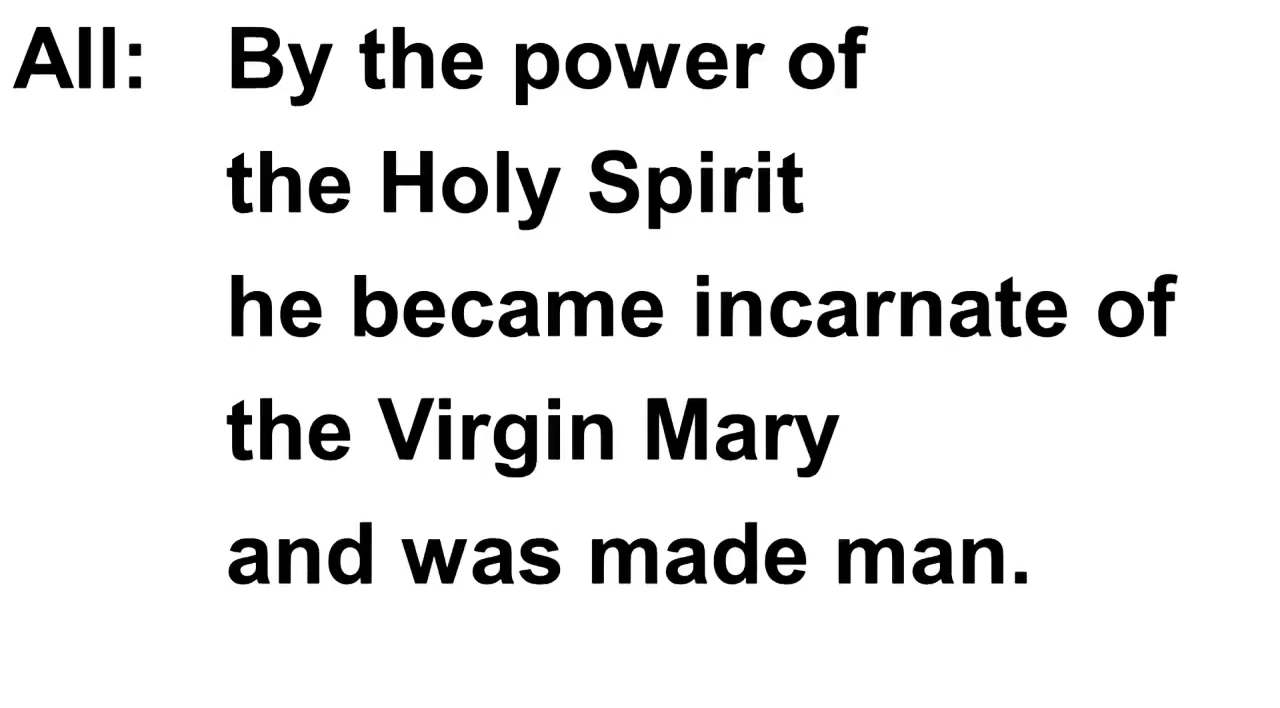 All: By the power of
the Holy Spirit
he became incarnate of
the Virgin Mary
and was made man.